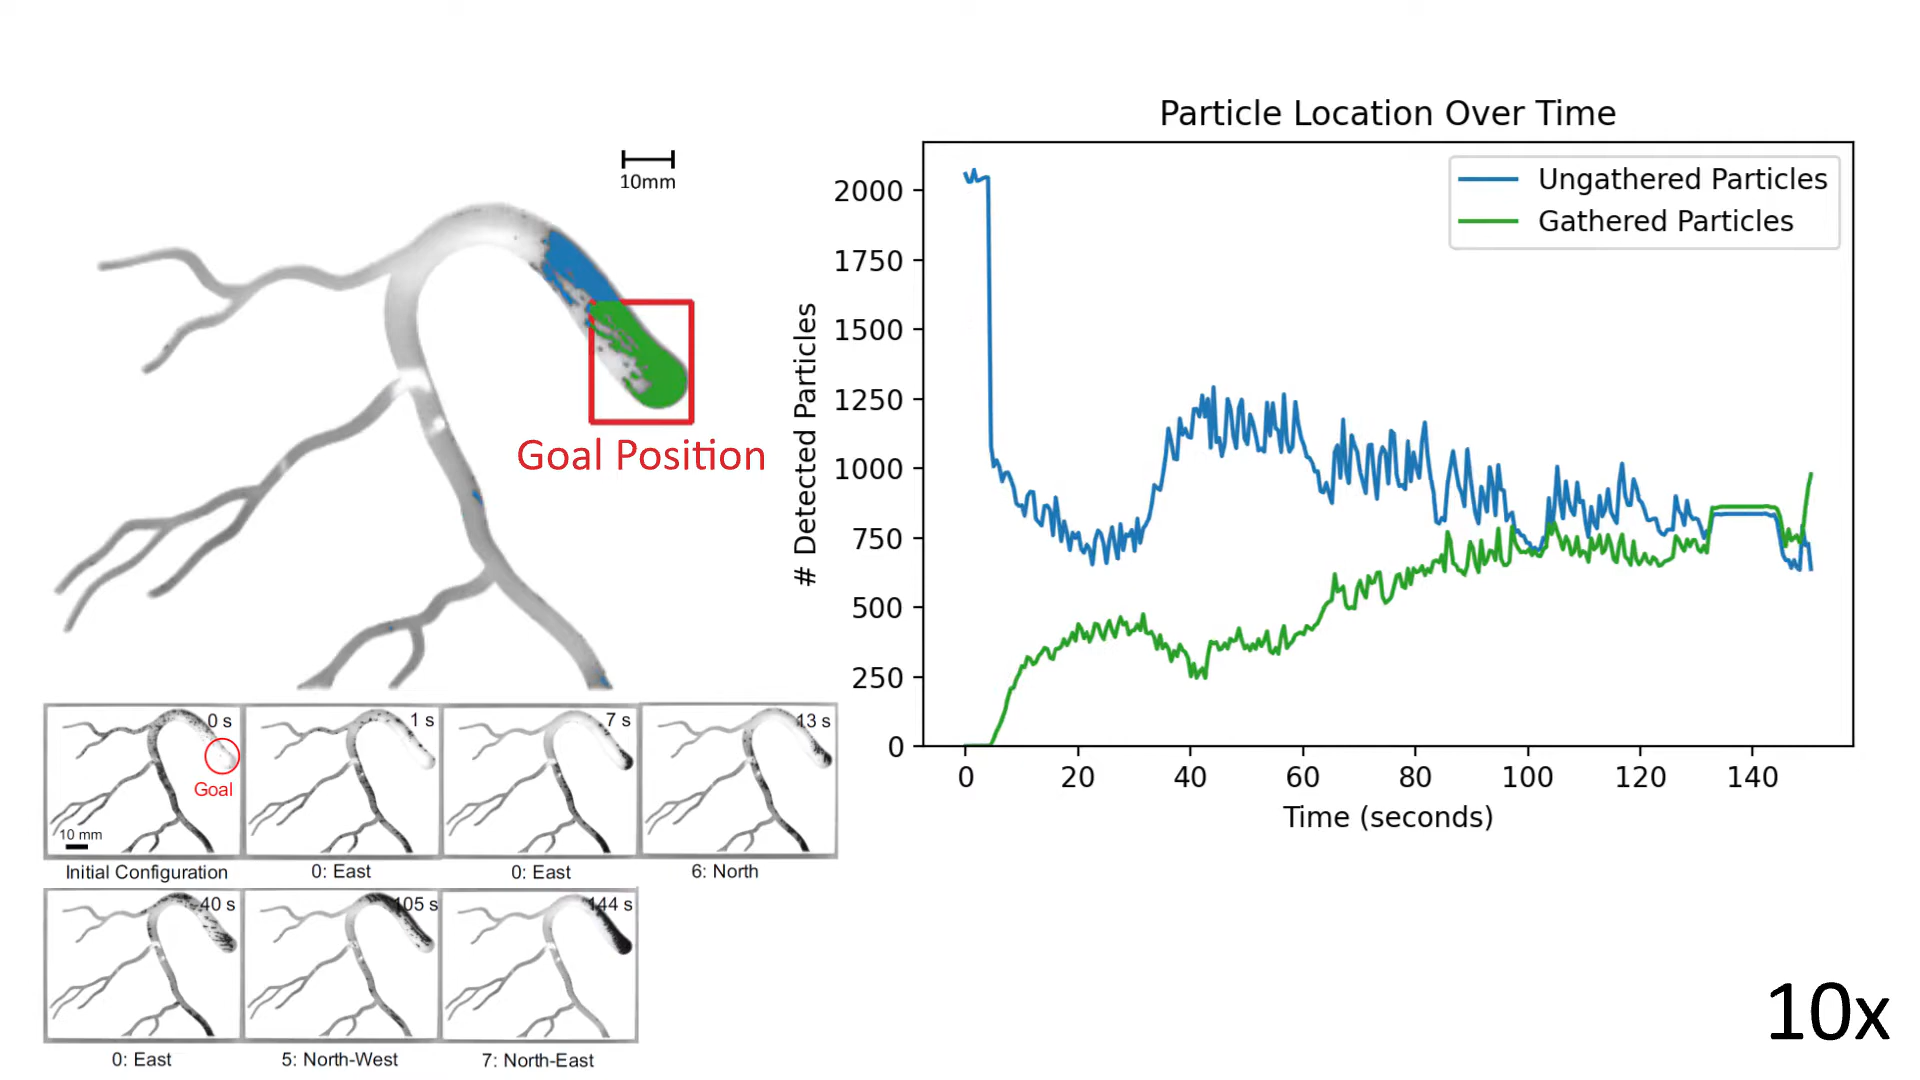 10mm
Goal Position
0 s
Goal
10 mm
Initial Configuration
1 s
0: East
7 s
0: East
13 s
6: North
40 s
0: East
105 s
5: North-West
144 s
7: North-East
Particle Location Over Time
Ungathered Particles
Gathered Particles
# Detected Particles
2000
1750
1500
1250
1000
750
500
250
0
0 20 40 60 80 100 120 140
Time (seconds)
10x